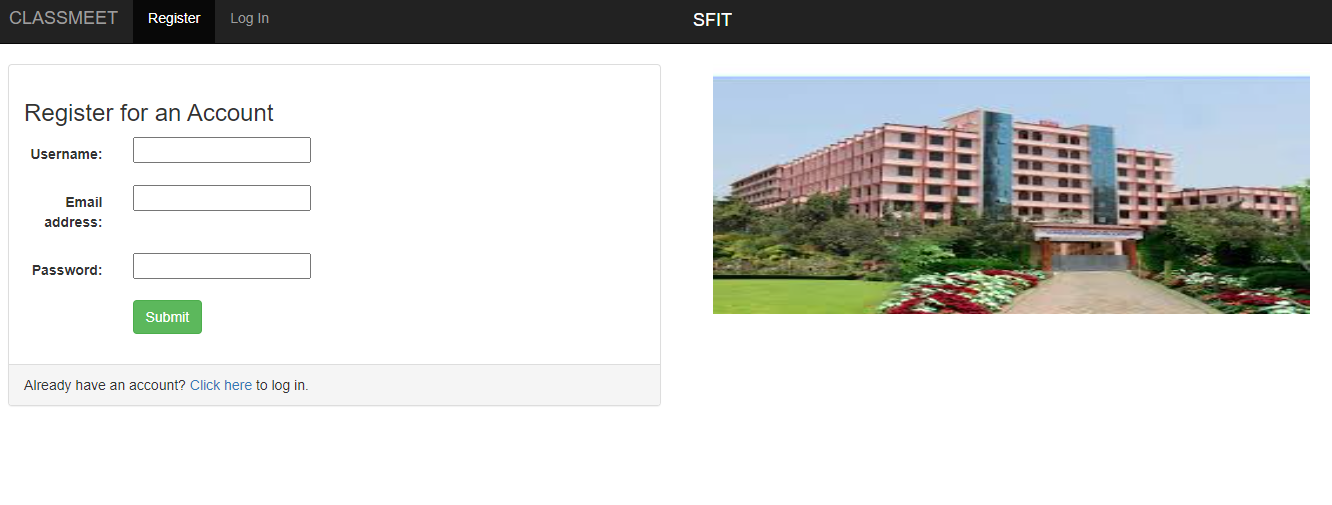 CLASSMEET Register Log In SFIT
Register for an Account
Username:
Email
address:
Password:
Submit
Already have an account? Click here to log in.